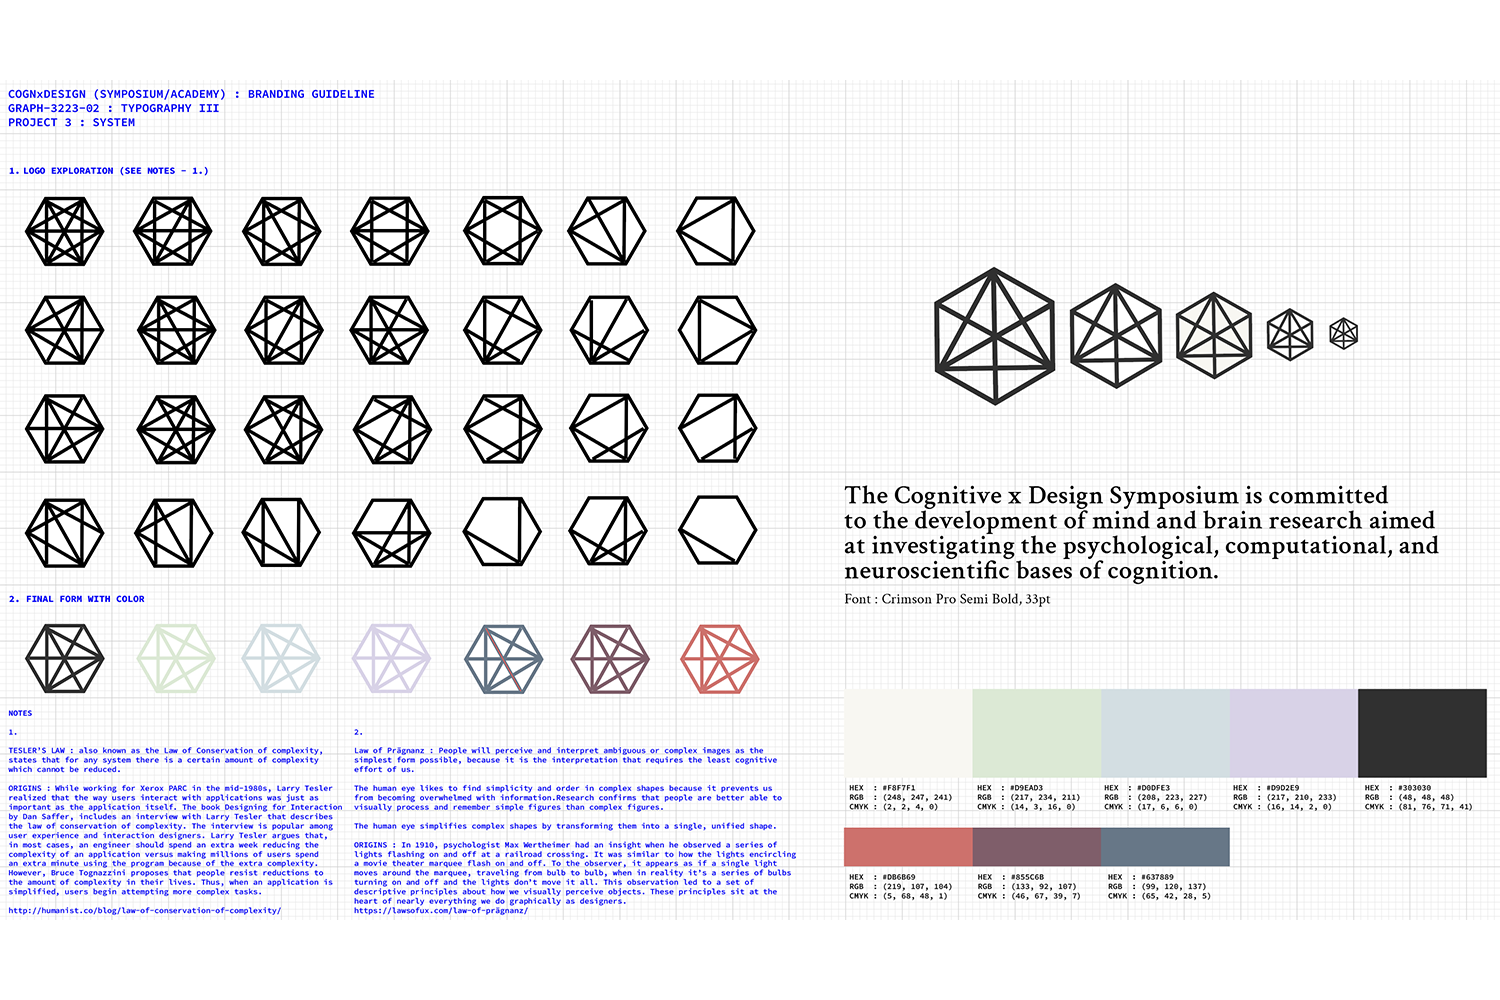 COGNxDESIGN (SYMPOSIUM/ACADEMY) : BRANDING GUIDELINE
GRAPH-3223-02 : TYPOGRAPHY III
PROJECT 3 : SYSTEM
1. LOGO EXPLORATION (SEE NOTES - 1.)
2. FINAL FORM WITH COLOR
NOTES
1.
TESLER'S LAW : also known as the Law of Conservation of complexity,
states that for any system there is a certain amount of complexity
which cannot be reduced.
ORIGINS : While working for Xerox PARC in the mid-1980s, Larry Tesler
realized that the way users interact with applications was just as
important as the application itself. The book Designing for Interaction
by Dan Saffer, includes an interview with Larry Tesler that describes
the law of conservation of complexity. The interview is popular among
user experience and interaction designers. Larry Tesler argues that,
in most cases, an engineer should spend an extra week reducing the
complexity of an application versus making millions of users spend
an extra minute using the program because of the extra complexity.
However, Bruce Tognazzini proposes that people resist reductions to
the amount of complexity in their lives. Thus, when an application is
simplified, users begin attempting more complex tasks.
http://humanist.co/blog/law-of-conservation-of-complexity/
2.
Law of Prägnanz : People will perceive and interpret ambiguous or complex images as the
simplest form possible, because it is the interpretation that requires the least cognitive
effort of us.
The human eye likes to find simplicity and order in complex shapes because it prevents us
from becoming overwhelmed with information.Research confirms that people are better able to
visually process and remember simple figures than complex figures.
The human eye simplifies complex shapes by transforming them into a single, unified shape.
ORIGINS : In 1910, psychologist Max Wertheimer had an insight when he observed a series of
lights flashing on and off at a railroad crossing. It was similar to how the lights encircling
a movie theater marquee flash on and off. To the observer, it appears as if a single light
moves around the marquee, traveling from bulb to bulb, when in reality it's a series of bulbs
turning on and off and the lights don't move it all. This observation led to a set of
descriptive principles about how we visually perceive objects. These principles sit at the
heart of nearly everything we do graphically as designers.
https://lawsofux.com/law-of-prägnanz/
The Cognitive x Design Symposium is committed
to the development of mind and brain research aimed
at investigating the psychological, computational, and
neuroscientific bases of cognition.
Font : Crimson Pro Semi Bold, 33pt
HEX : #F8F7F1
RGB : (248, 247, 241)
CMYK : (2, 2, 4, 0)
HEX : #D9EAD3
RGB : (217, 234, 211)
CMYK : (14, 3, 16, 0)
HEX : #D0DFE3
RGB : (208, 223, 227)
CMYK : (17, 6, 6, 0)
HEX : #D9D2E9
RGB : (217, 210, 233)
CMYK : (16, 14, 2, 0)
HEX : #303030
RGB : (48, 48, 48)
CMYK : (81, 76, 71, 41)
HEX : #DB6B69
RGB : (219, 107, 104)
CMYK : (5, 68, 48, 1)
HEX : #855C6B
RGB : (133, 92, 107)
CMYK : (46, 67, 39, 7)
HEX : #637889
RGB : (99, 120, 137)
CMYK : (65, 42, 28, 5)